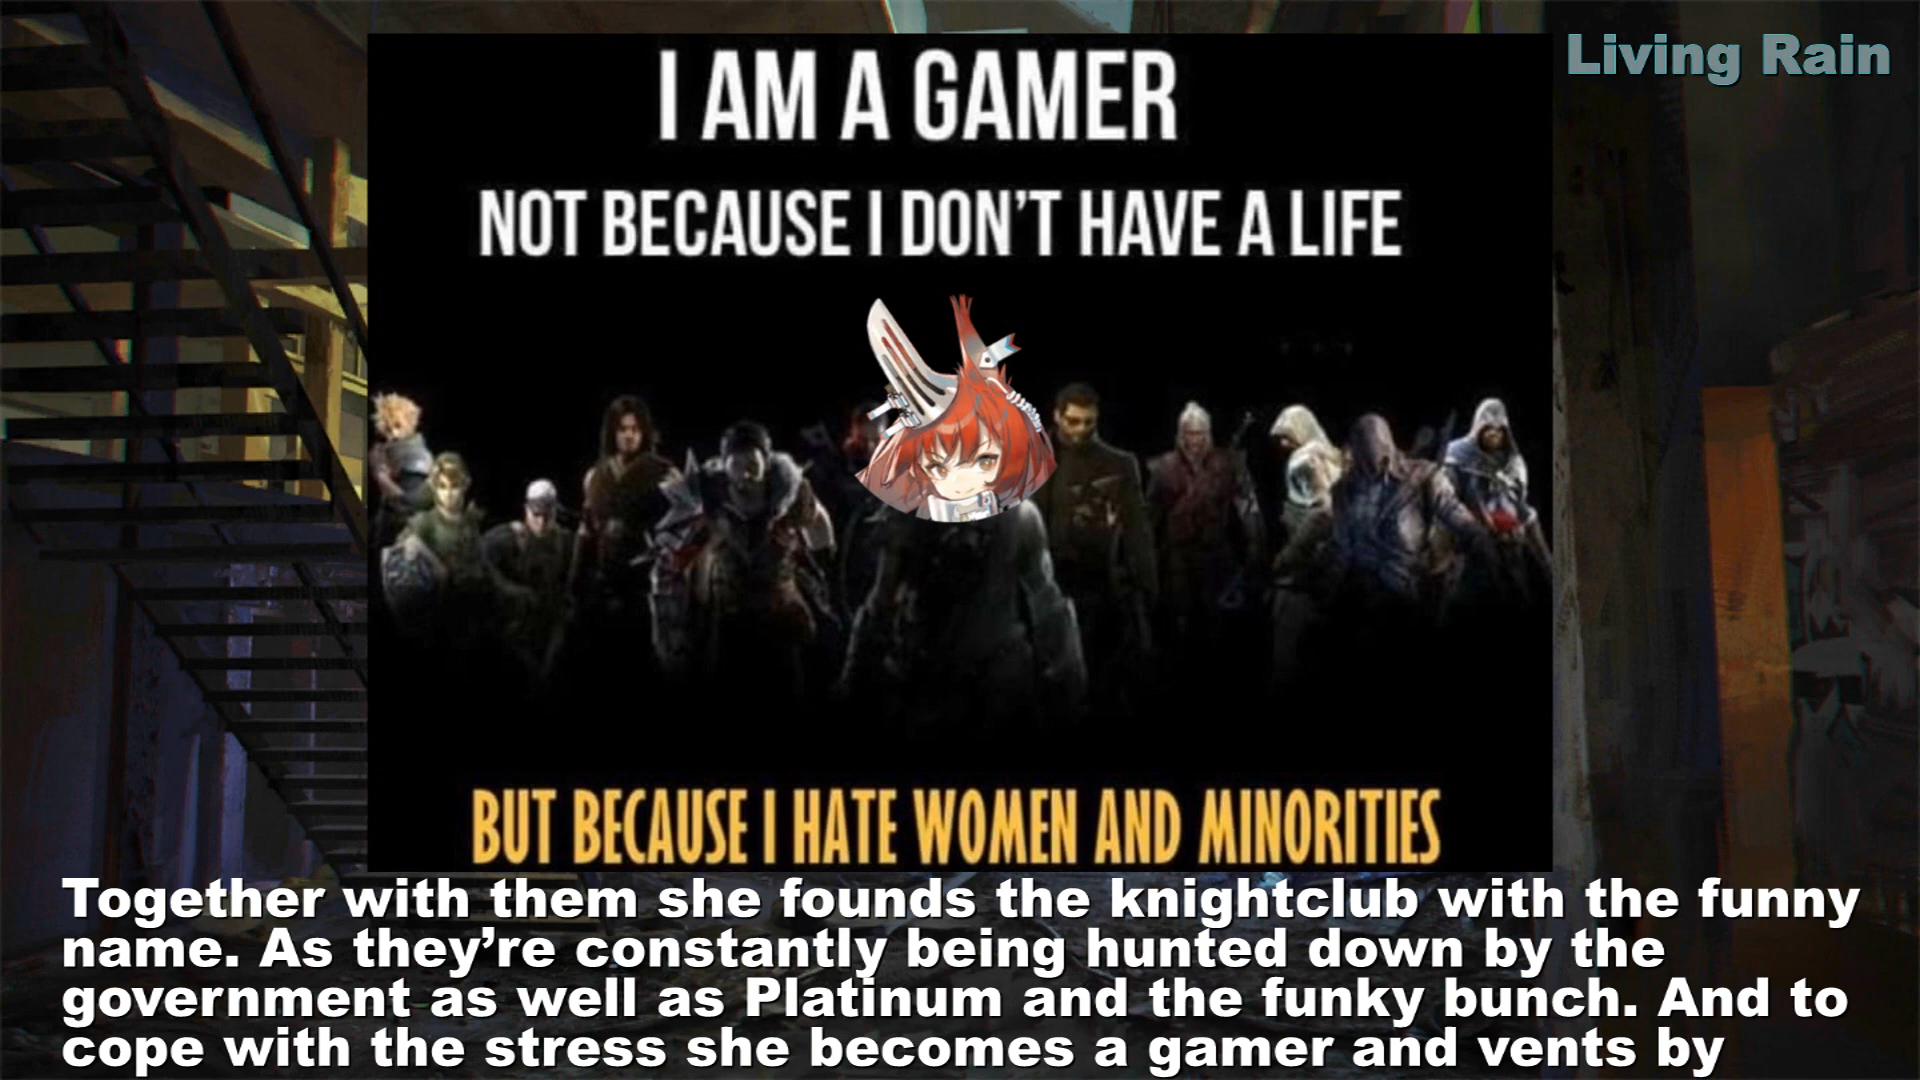 Living Rain
I AM A GAMER
NOT BECAUSE I DON'T HAVE A LIFE
BUT BECAUSE I HATE WOMEN AND MINORITIES
Together with them she founds the knightclub with the funny
name. As they’re constantly being hunted down by the
government as well as Platinum and the funky bunch. And to
cope with the stress she becomes a gamer and vents by